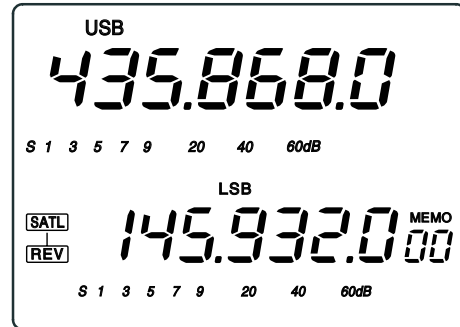 USB
435.868.0
S 1 3 5 7 9 20 40 60dB
LSB
SATL 145.932.0 MEMO
REV 00
S 1 3 5 7 9 20 40 60dB